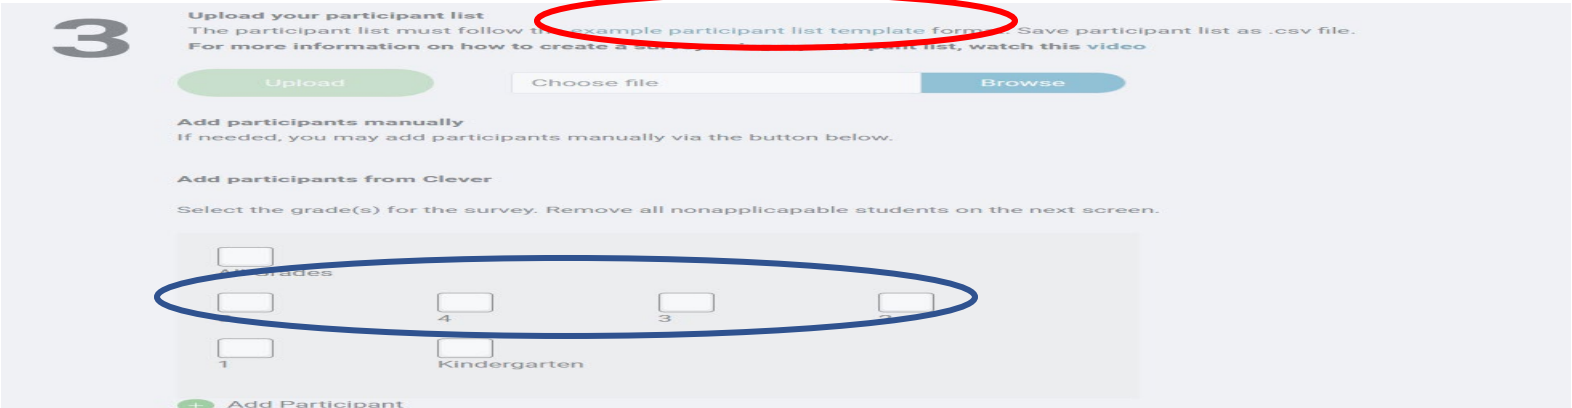 3
Upload your participant list
The participant list must follow the example participant list template format. Save participant list as .csv file.
For more information on how to create a survey participant list, watch this video
Upload
Choose file
Browse
Add participants manually
If needed, you may add participants manually via the button below.
Add participants from Clever
Select the grade(s) for the survey. Remove all nonapplicapable students on the next screen.
All Grades
4 3
1 Kindergarten
+ Add Participant